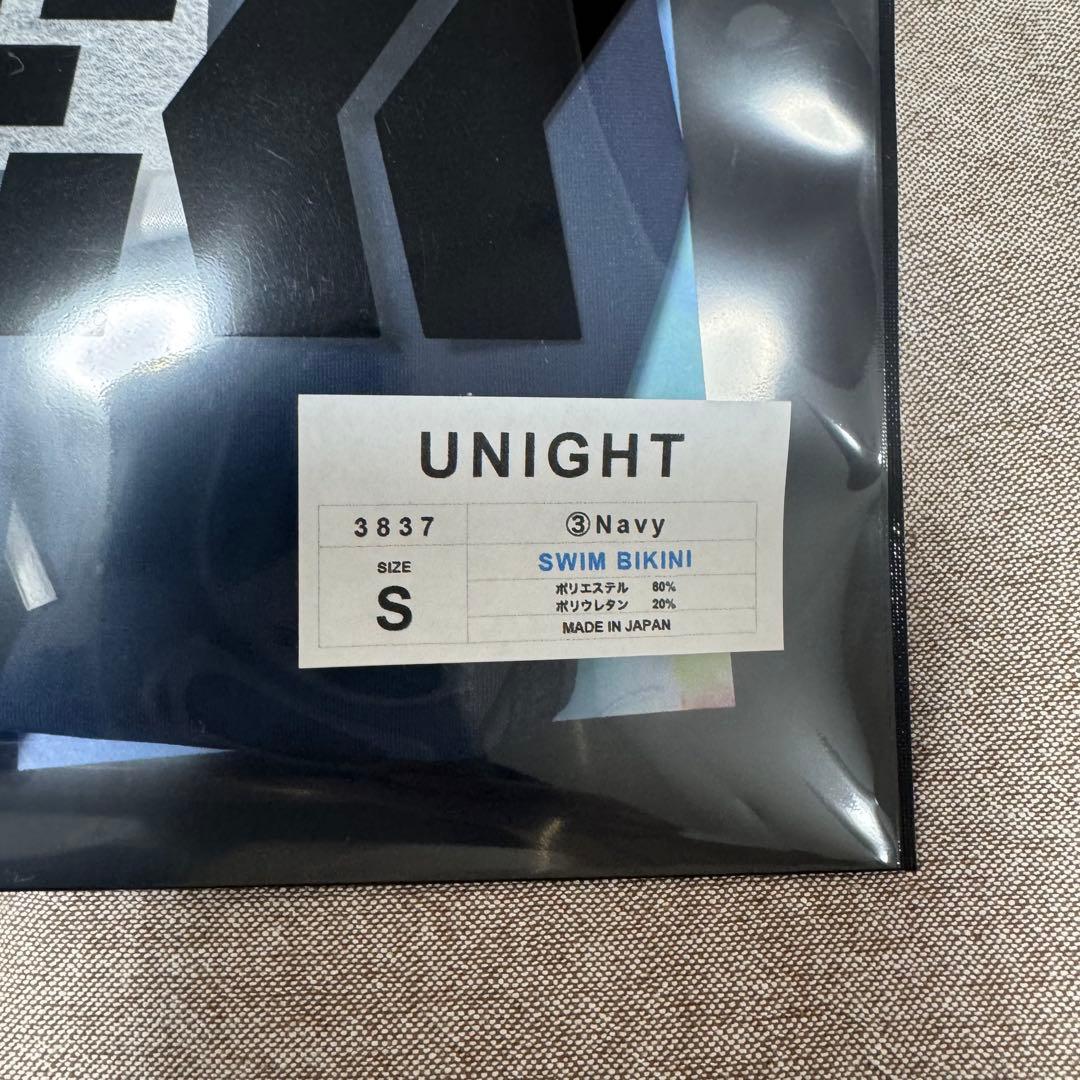 UNIGHT
3837
③Navy
SIZE
S
SWIM BIKINI
ポリエステル 80%
ポリウレタン 20%
MADE IN JAPAN